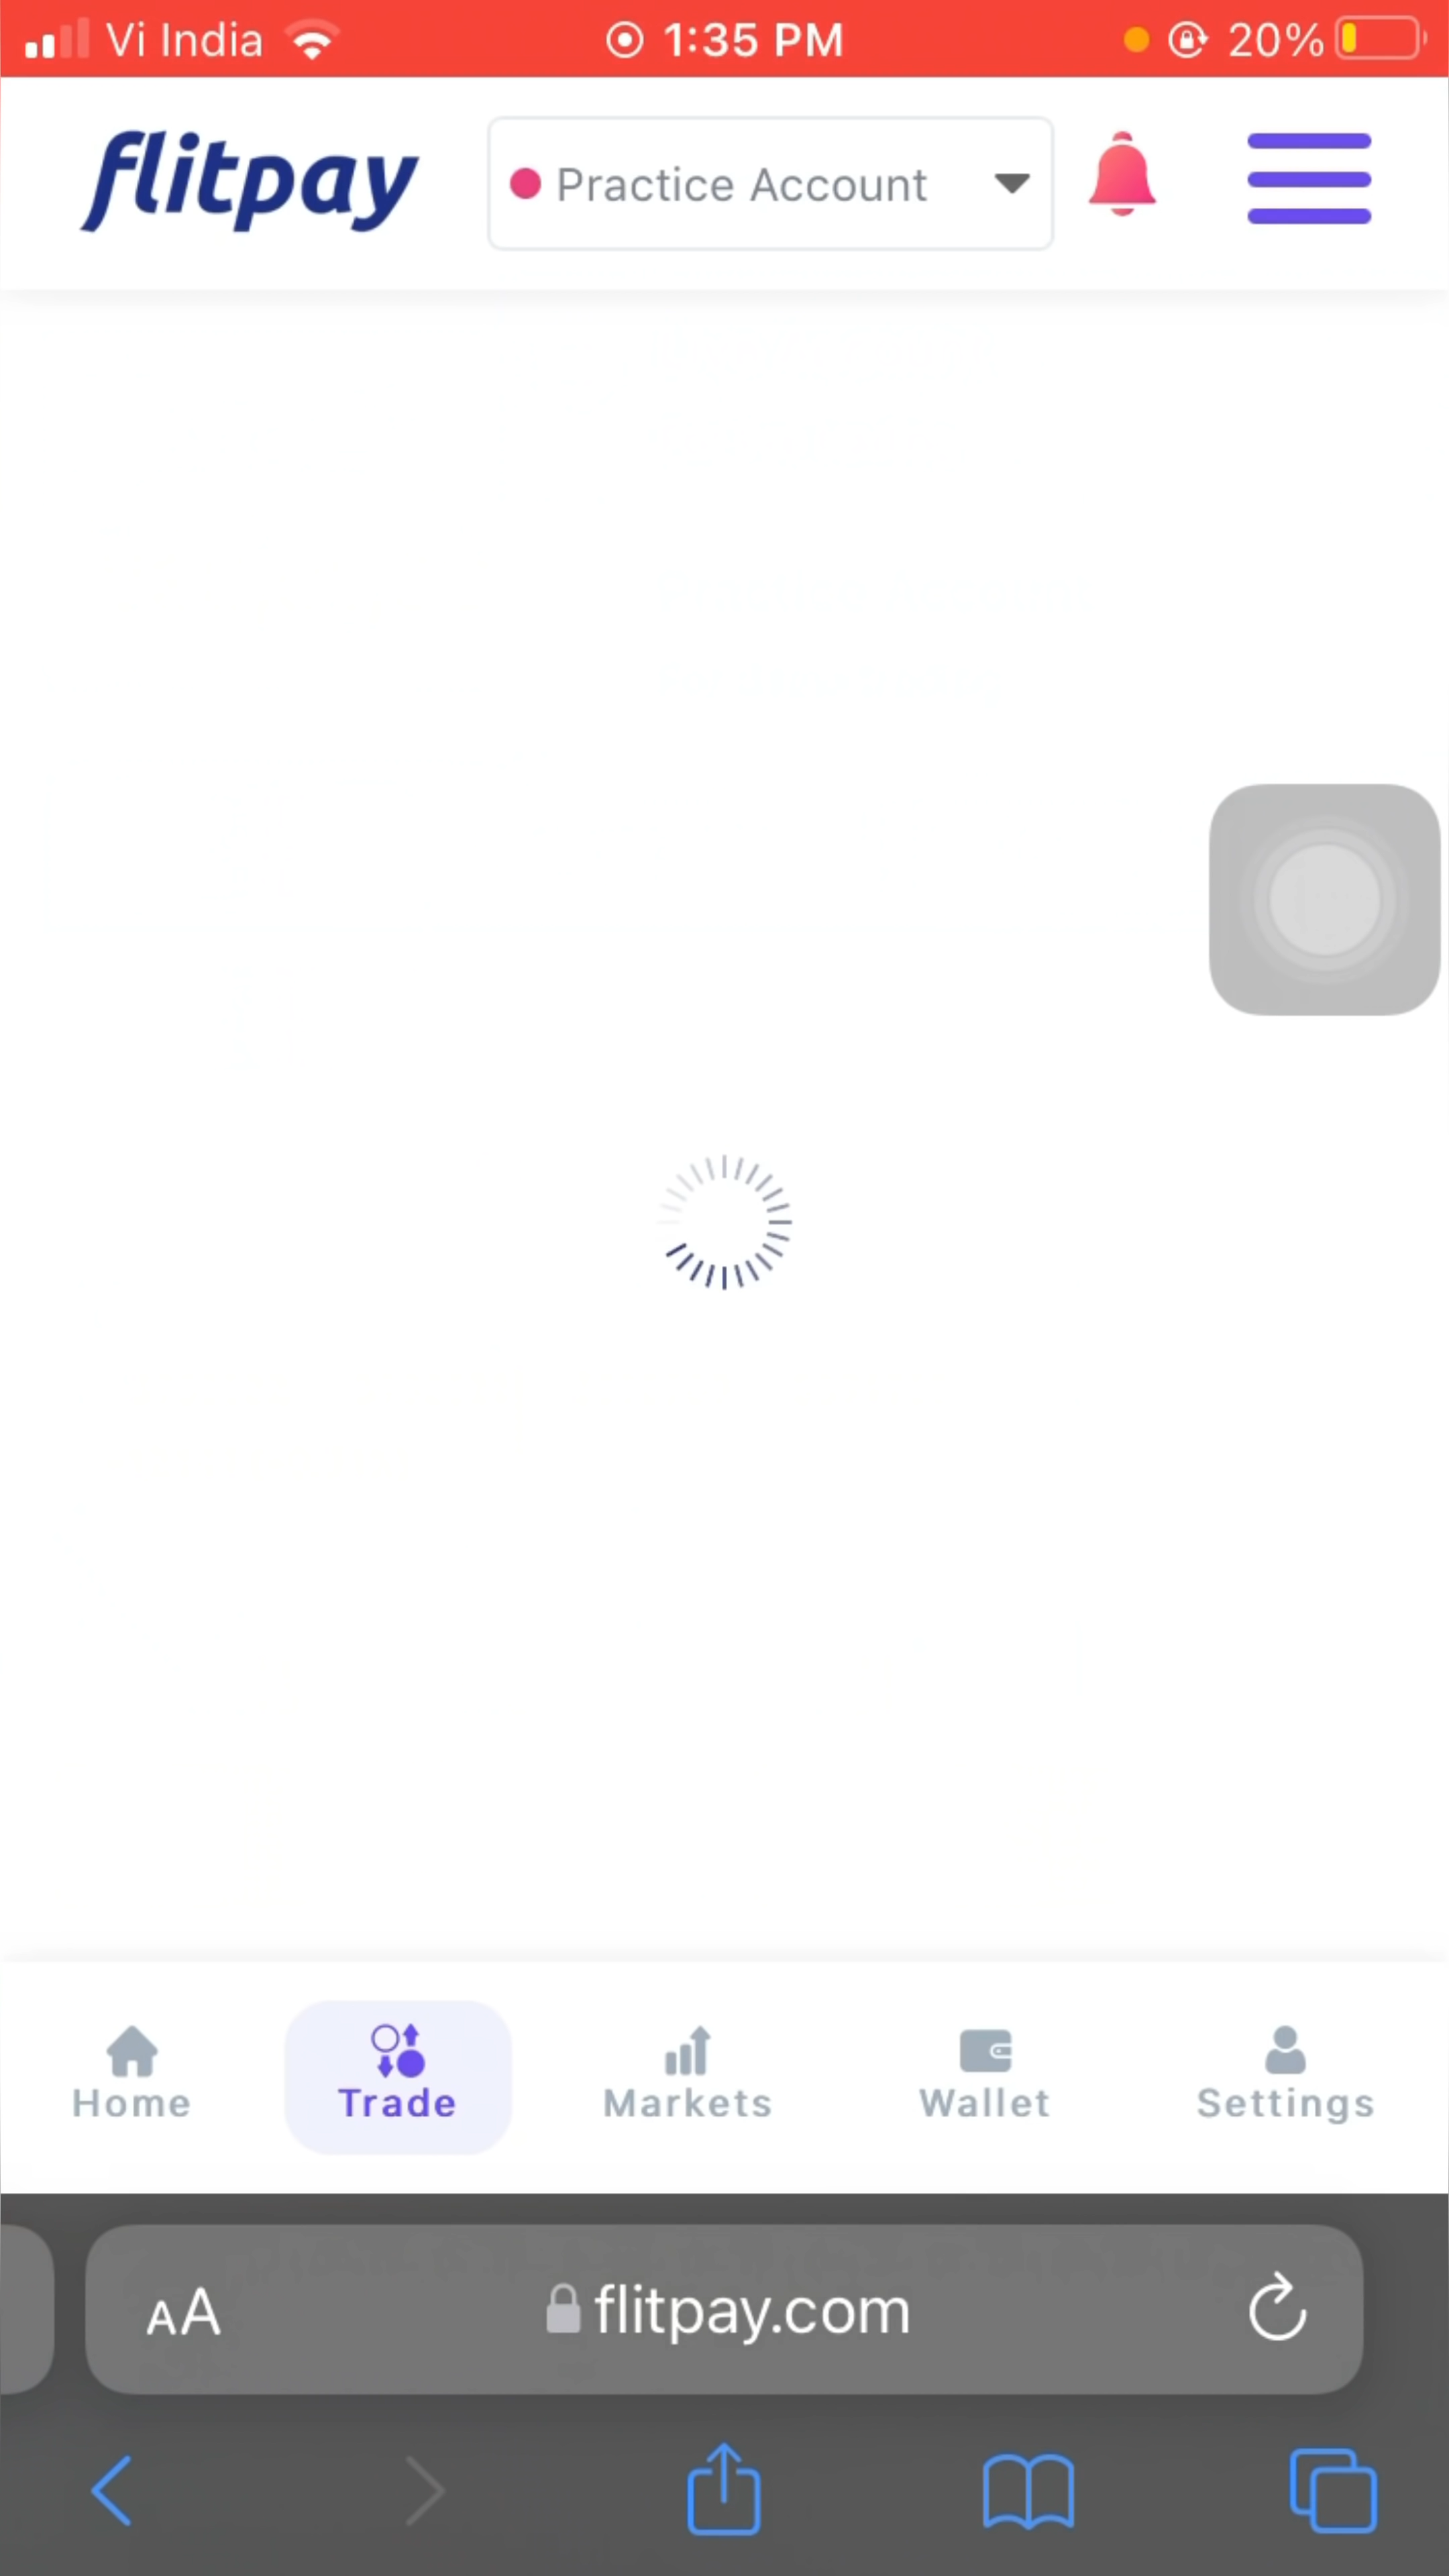 Vi India 1:35 PM 20%
flitpay Practice Account
Home Trade Markets Wallet Settings
AA flitpay.com